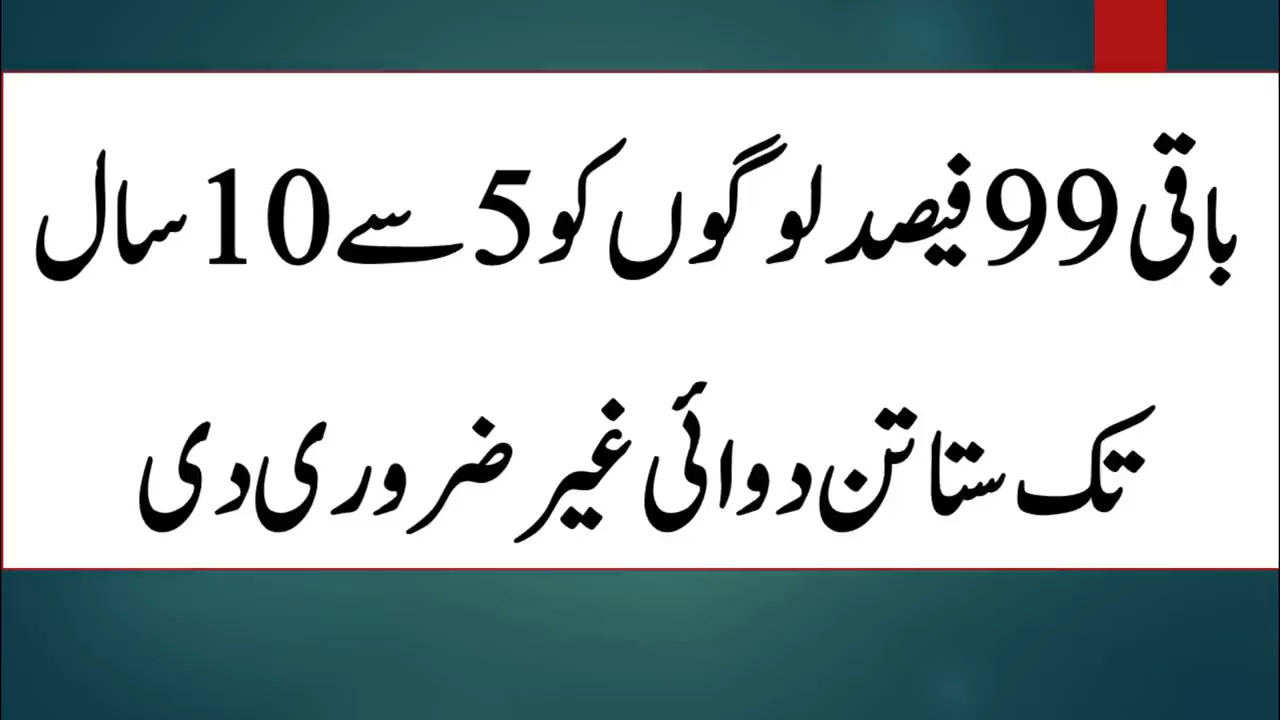 باقی 99 فیصد لوگوں کو 5 سے 10 سال
تک ستاتن دوائی غیر ضروری دی